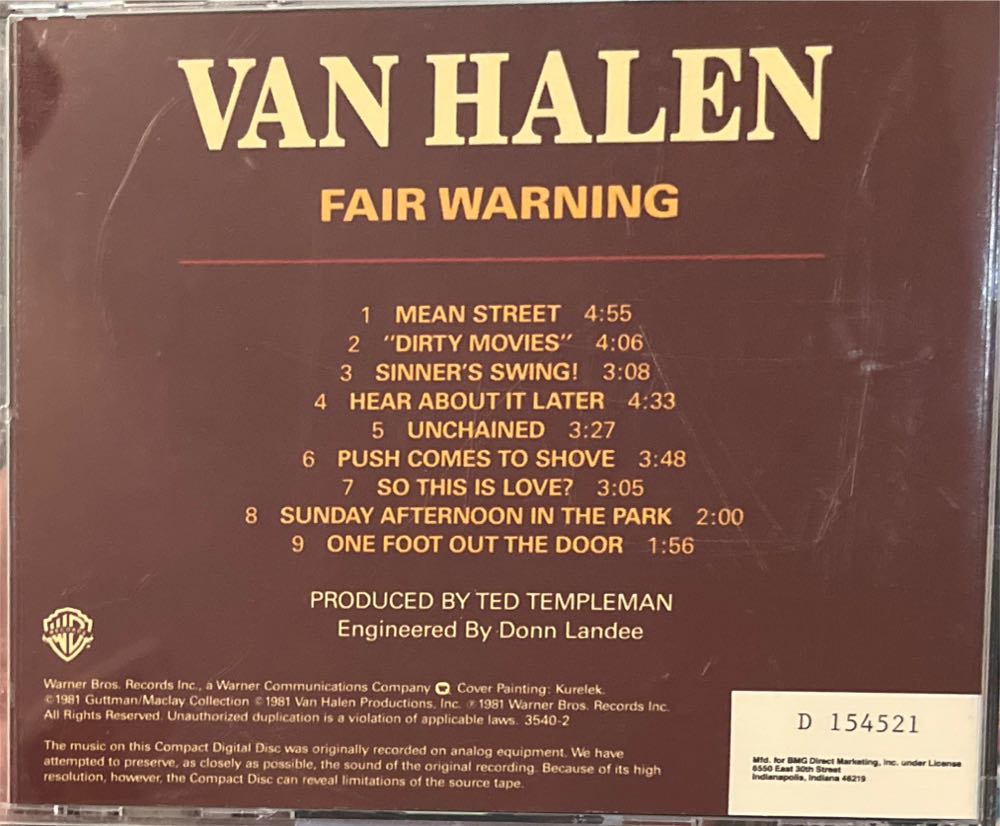 VAN HALEN
FAIR WARNING
1 MEAN STREET 4:55
2 "DIRTY MOVIES" 4:06
3 SINNER'S SWING! 3:08
4 HEAR ABOUT IT LATER 4:33
5 UNCHAINED 3:27
6 PUSH COMES TO SHOVE 3:48
7 SO THIS IS LOVE? 3:05
8 SUNDAY AFTERNOON IN THE PARK 2:00
9 ONE FOOT OUT THE DOOR 1:56
PRODUCED BY TED TEMPLEMAN
Engineered By Donn Landee
RECORDS
Warner Bros. Records Inc., a Warner Communications Company Cover Painting: Kurelek.
©1981 Guttman/Maclay Collection ©1981 Van Halen Productions, Inc. ℗1981 Warner Bros. Records Inc.
All Rights Reserved. Unauthorized duplication is a violation of applicable laws. 3540-2
The music on this Compact Digital Disc was originally recorded on analog equipment. We have
attempted to preserve, as closely as possible, the sound of the original recording. Because of its high
resolution, however, the Compact Disc can reveal limitations of the source tape.
D 154521
Mfd. for BMG Direct Marketing, Inc. under License
6550 East 30th Street
Indianapolis, Indiana 46219